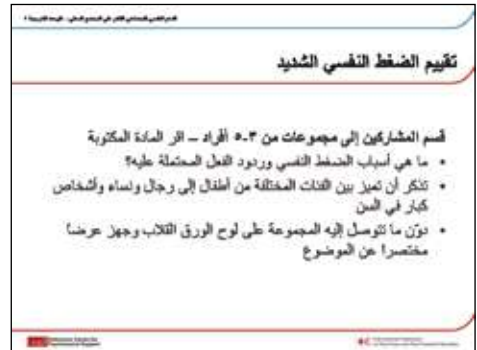 تقييم الضغط النفسي الشديد
قسم المشاركين إلى مجموعات من ٣-٥ أفراد – اقر المادة المكتوبة
• ما هي أسباب الضغط النفسي وردود الفعل المحتملة عليه؟
• تذكر أن تميز بين الفئات المختلفة من أطفال إلى رجال ونساء وأشخاص
كبار في السن
• دوّن ما تتوصل إليه المجموعة على لوح الورق القلاب وجهز عرضاً
مختصراً عن الموضوع